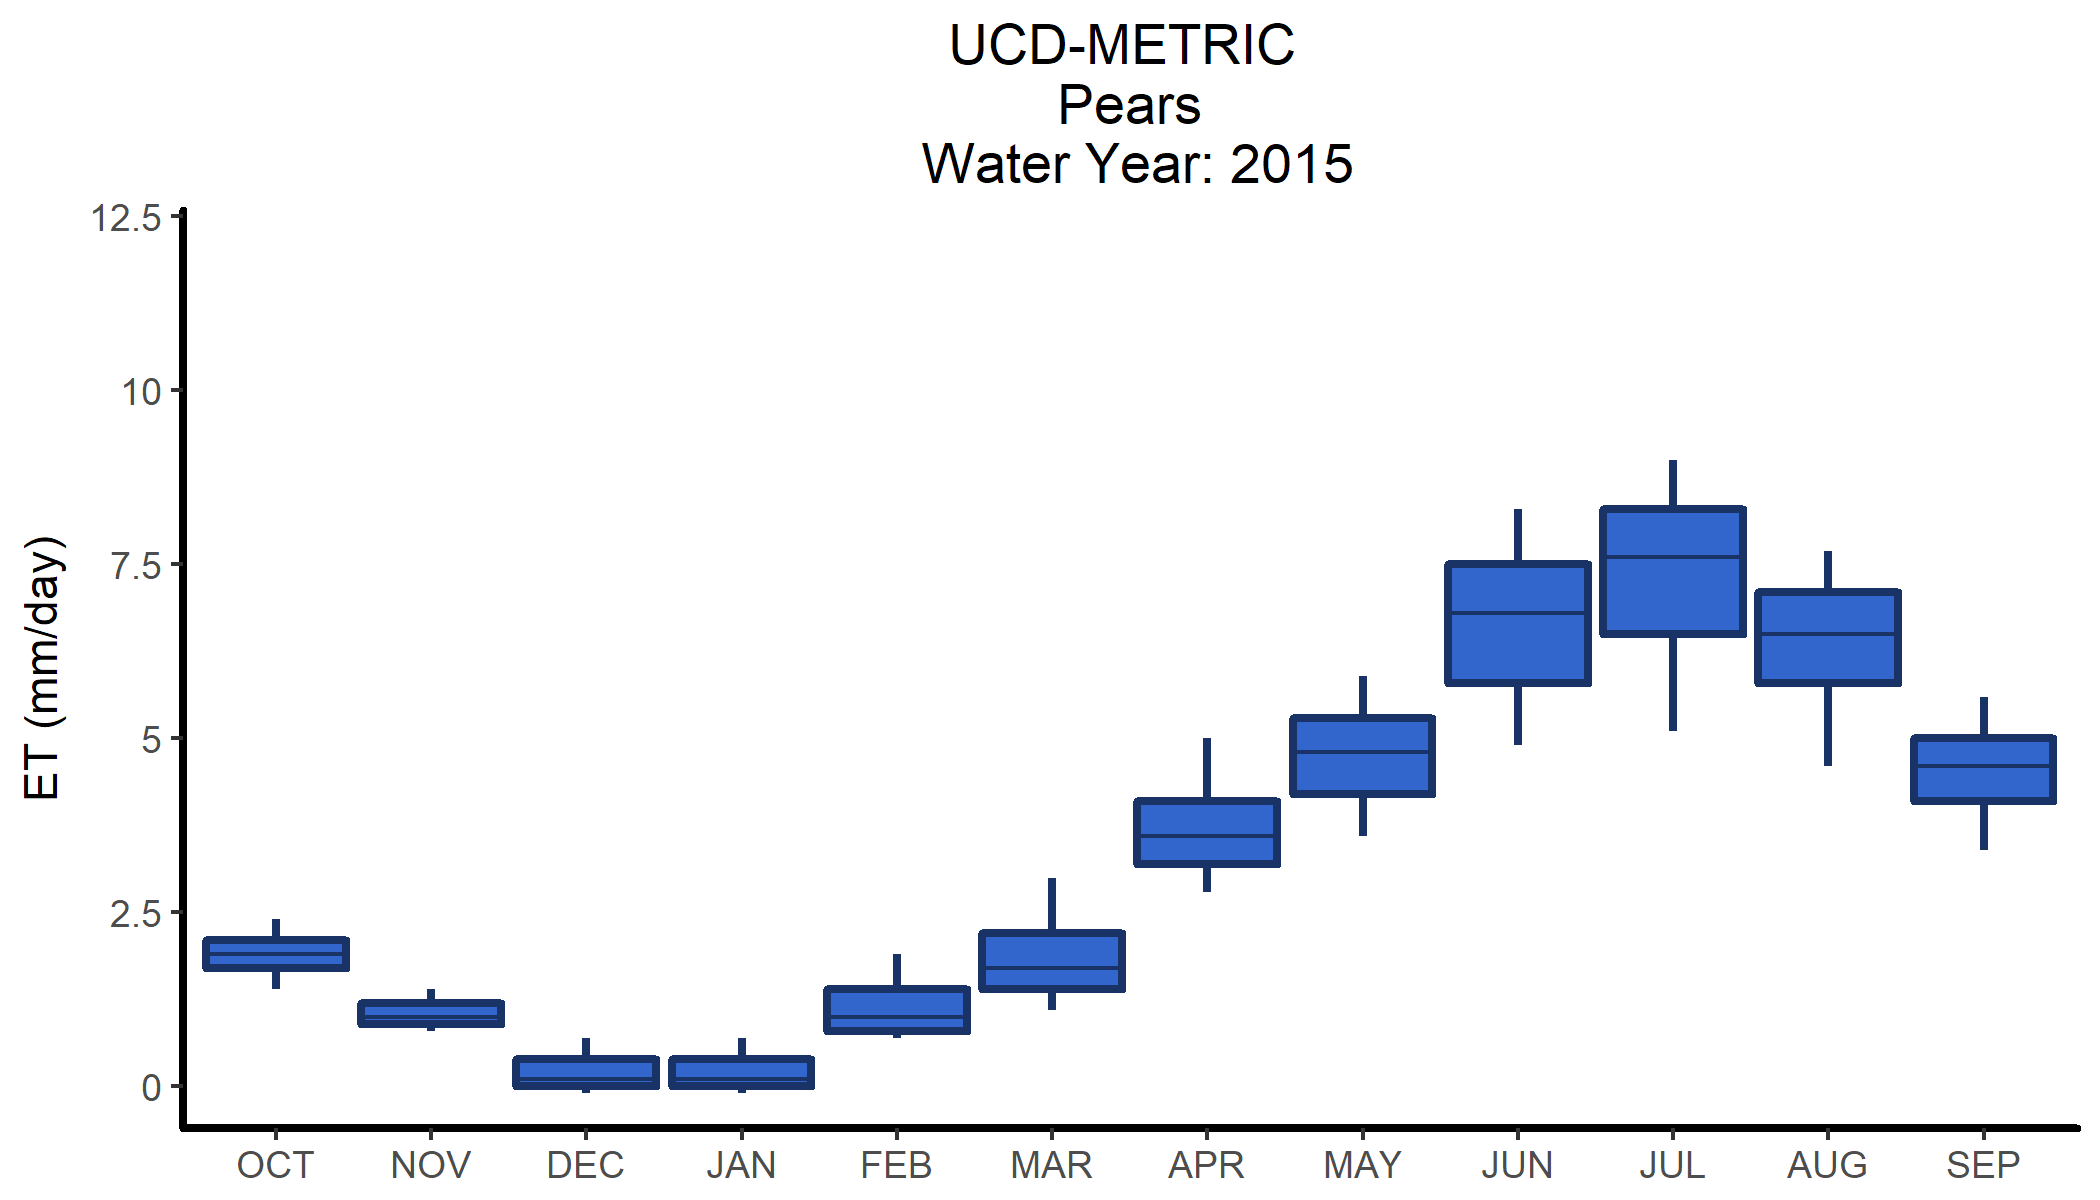 UCD-METRIC
Pears
Water Year: 2015
12.5
10
7.5
5
2.5
0
ET (mm/day)
OCT NOV DEC JAN FEB MAR APR MAY JUN JUL AUG SEP